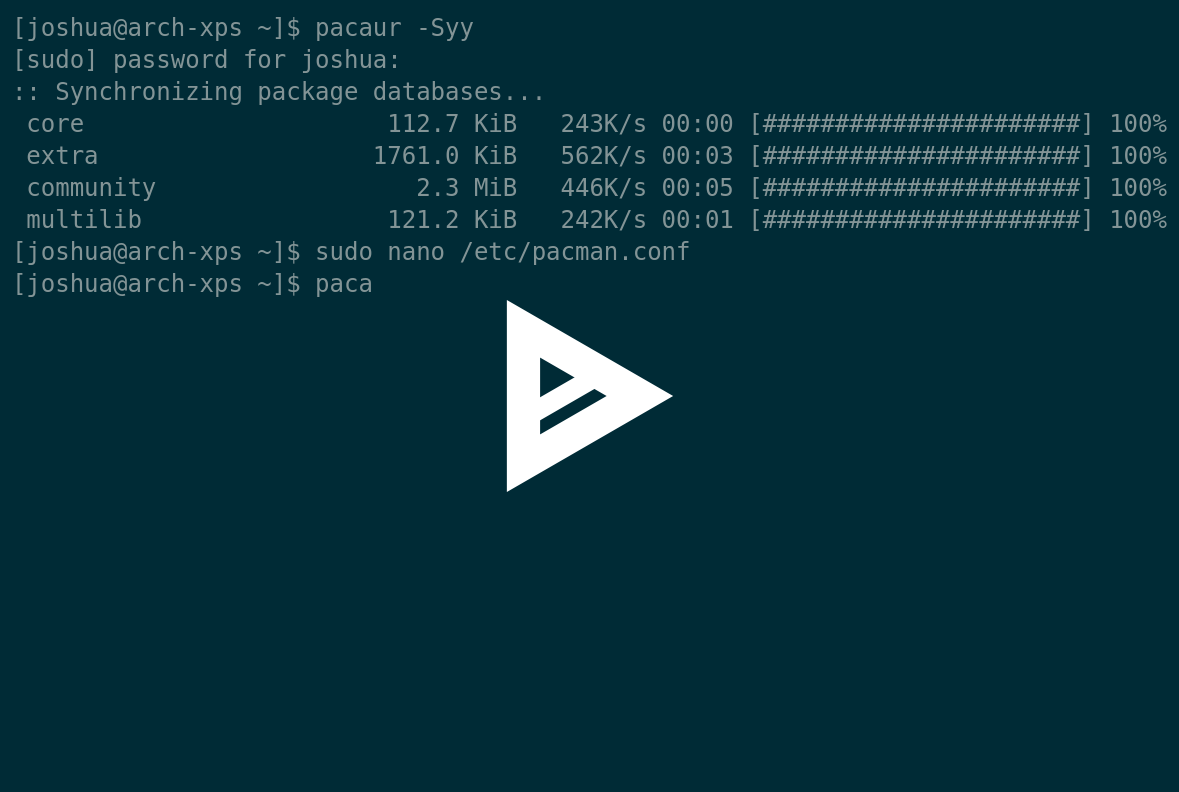 [joshua@arch-xps ~]$ pacaur -Syy
[sudo] password for joshua:
:: Synchronizing package databases...
 core                     112.7 KiB   243K/s 00:00 [######################] 100%
 extra                   1761.0 KiB   562K/s 00:03 [######################] 100%
 community                  2.3 MiB   446K/s 00:05 [######################] 100%
 multilib                 121.2 KiB   242K/s 00:01 [######################] 100%
[joshua@arch-xps ~]$ sudo nano /etc/pacman.conf
[joshua@arch-xps ~]$ paca